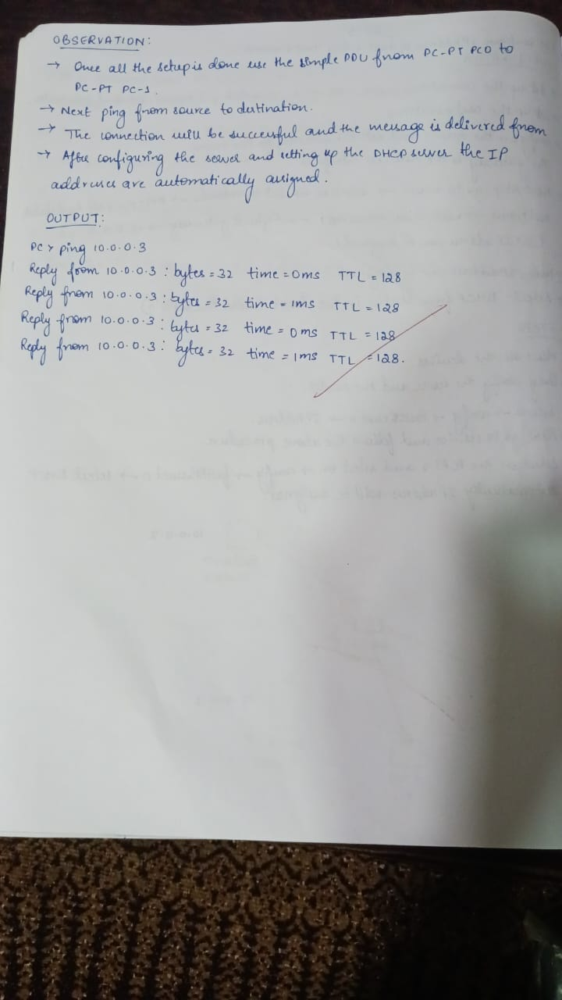 OBSERVATION:
→ Once all the setup is done use the simple PDU from PC-PT PC0 to
PC-PT PC-1.
→ Next ping from source to destination.
→ The connection will be successful and the message is delivered from
→ After configuring the server and setting up the DHCP server the IP
addresses are automatically assigned.
OUTPUT:
PC > ping 10.0.0.3
Reply from 10.0.0.3 : bytes = 32 time = 0ms TTL = 128
Reply from 10.0.0.3 : bytes = 32 time = 1ms TTL = 128
Reply from 10.0.0.3 : bytes = 32 time = 0ms TTL = 128
Reply from 10.0.0.3 : bytes = 32 time = 1ms TTL = 128.